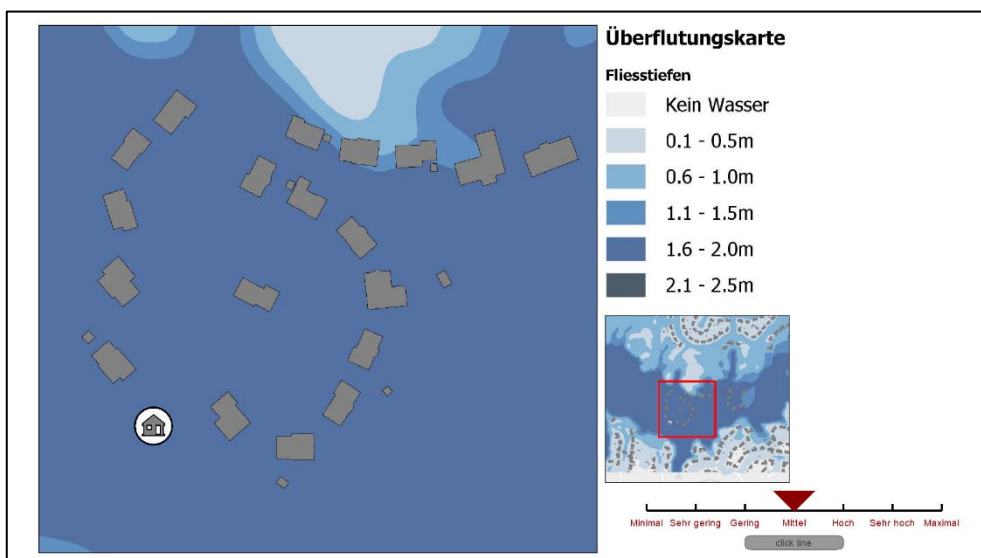 Überflutungskarte
Fliesstiefen
Kein Wasser
0.1 - 0.5m
0.6 - 1.0m
1.1 - 1.5m
1.6 - 2.0m
2.1 - 2.5m
Minimal Sehr gering Gering Mittel Hoch Sehr hoch Maximal
click line